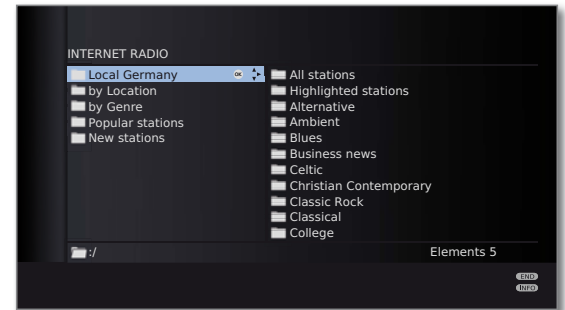 INTERNET RADIO
Local Germany OK
by Location
by Genre
Popular stations
New stations
All stations
Highlighted stations
Alternative
Ambient
Blues
Business news
Celtic
Christian Contemporary
Classic Rock
Classical
College
:/
Elements 5
END
INFO